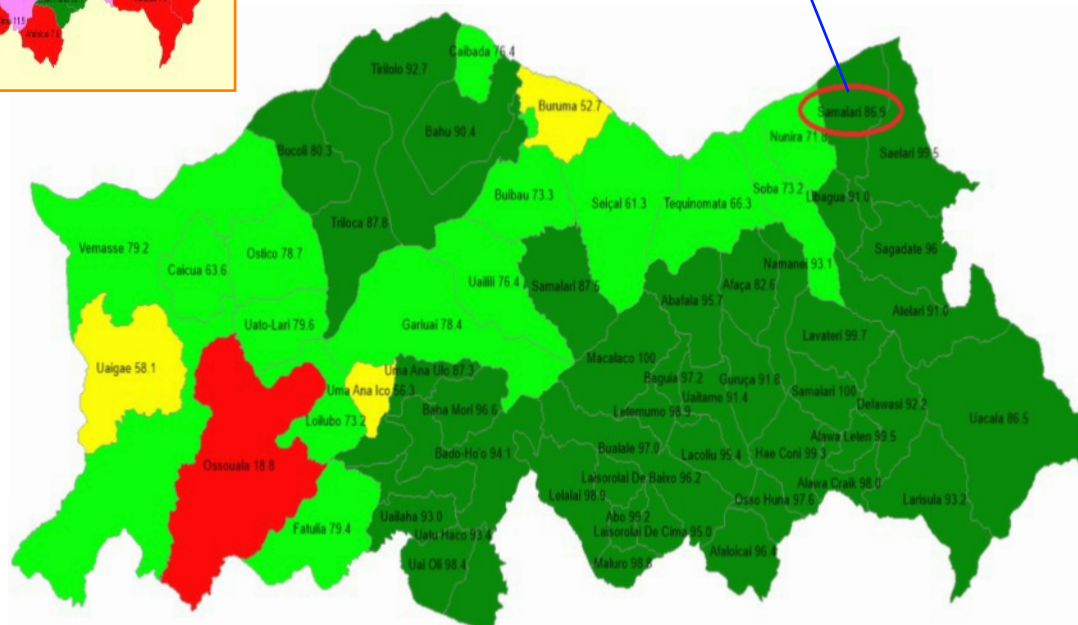 Caibada 76.4
Tirilolo 92.7
Buruma 52.7
Samalari 86.9
Bahu 90.4
Nunira 71.8
Bucoli 80.3
Saelari 99.5
Buibau 73.3
Soba 73.2
Seiçal 61.3
Tequinomata 66.3
Libagua 91.0
Triloca 87.8
Vemasse 79.2
Ostico 78.7
Sagadate 96
Caicua 63.6
Namanei 93.1
Uailili 76.4
Samalari 87.5
Afaça 82.6
Abafala 95.7
Atelari 91.0
Uato-Lari 79.6
Gariuai 78.4
Lavateri 99.7
Macalaco 100
Uaigae 58.1
Uma Ana Ulo 87.3
Baguia 97.2
Guruça 91.8
Uma Ana Ico 56.3
Samalari 100
Uaitame 91.4
Defawasi 92.2
Baha Mori 96.6
Letemumo 98.9
Uacala 86.5
Loilubo 73.2
Alawa Leten 99.5
Bualale 97.0
Bado-Ho'o 94.1
Lacoliu 95.4
Hae Coni 99.3
Ossouala 18.8
Laisorolai De Baixo 96.2
Alawa Craik 98.0
Lelalai 98.9
Osso Huna 97.6
Larisula 93.2
Uailaha 93.0
Abo 99.2
Fatulia 79.4
Laisorolai De Cima 95.0
Uatu Haco 93.4
Afaloicai 96.4
Uai Oli 98.4
Maluro 98.8